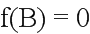 f(B) = 0